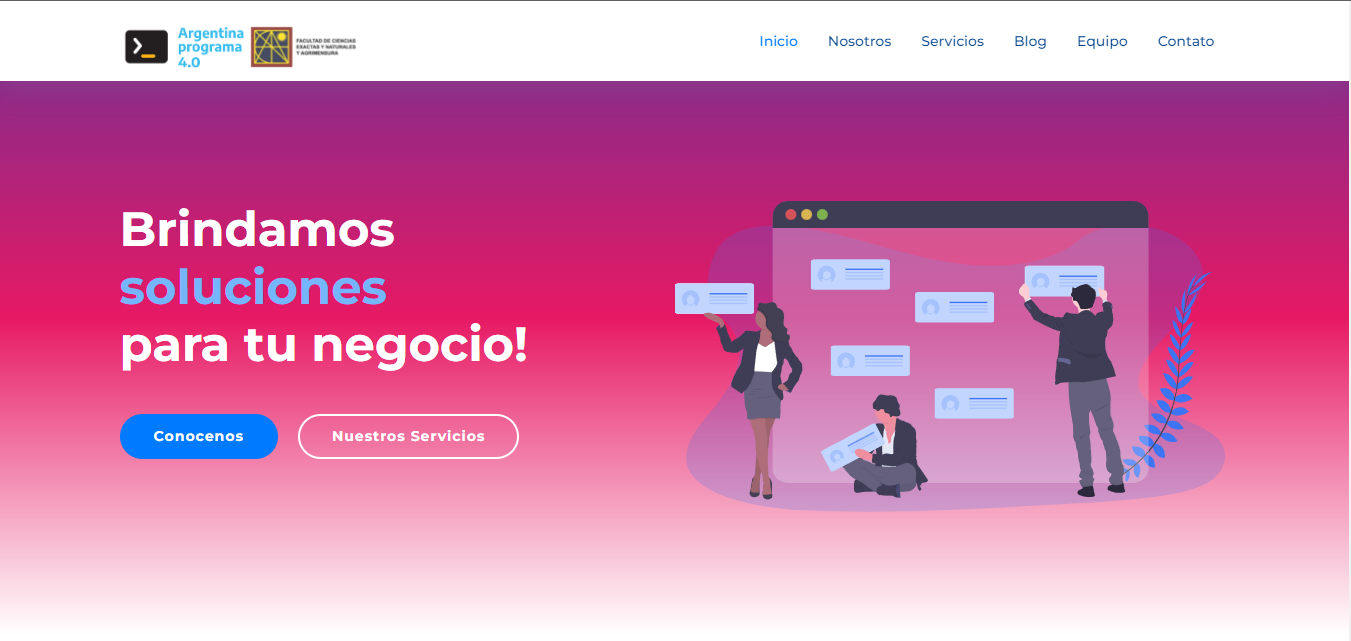 Argentina
programa
4.0
FACULTAD DE CIENCIAS
EXACTAS Y NATURALES
Y AGRIMENSURA
Inicio Nosotros Servicios Blog Equipo Contato
Brindamos
soluciones
para tu negocio!
Conocenos Nuestros Servicios